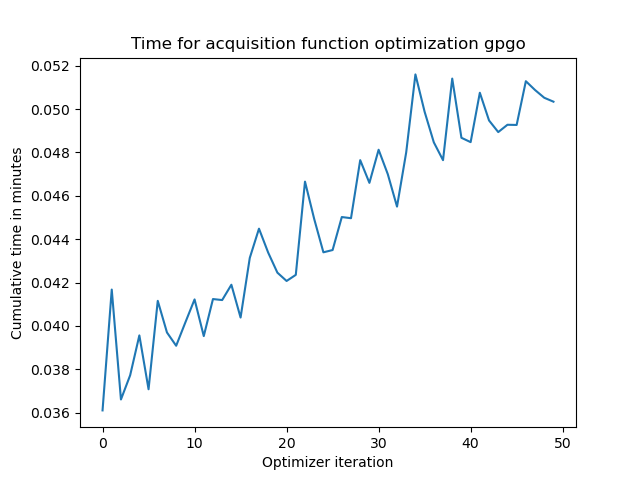 Time for acquisition function optimization gpgo
0.052
0.050
0.048
0.046
0.044
0.042
0.040
0.038
0.036
Cumulative time in minutes
0 10 20 30 40 50
Optimizer iteration